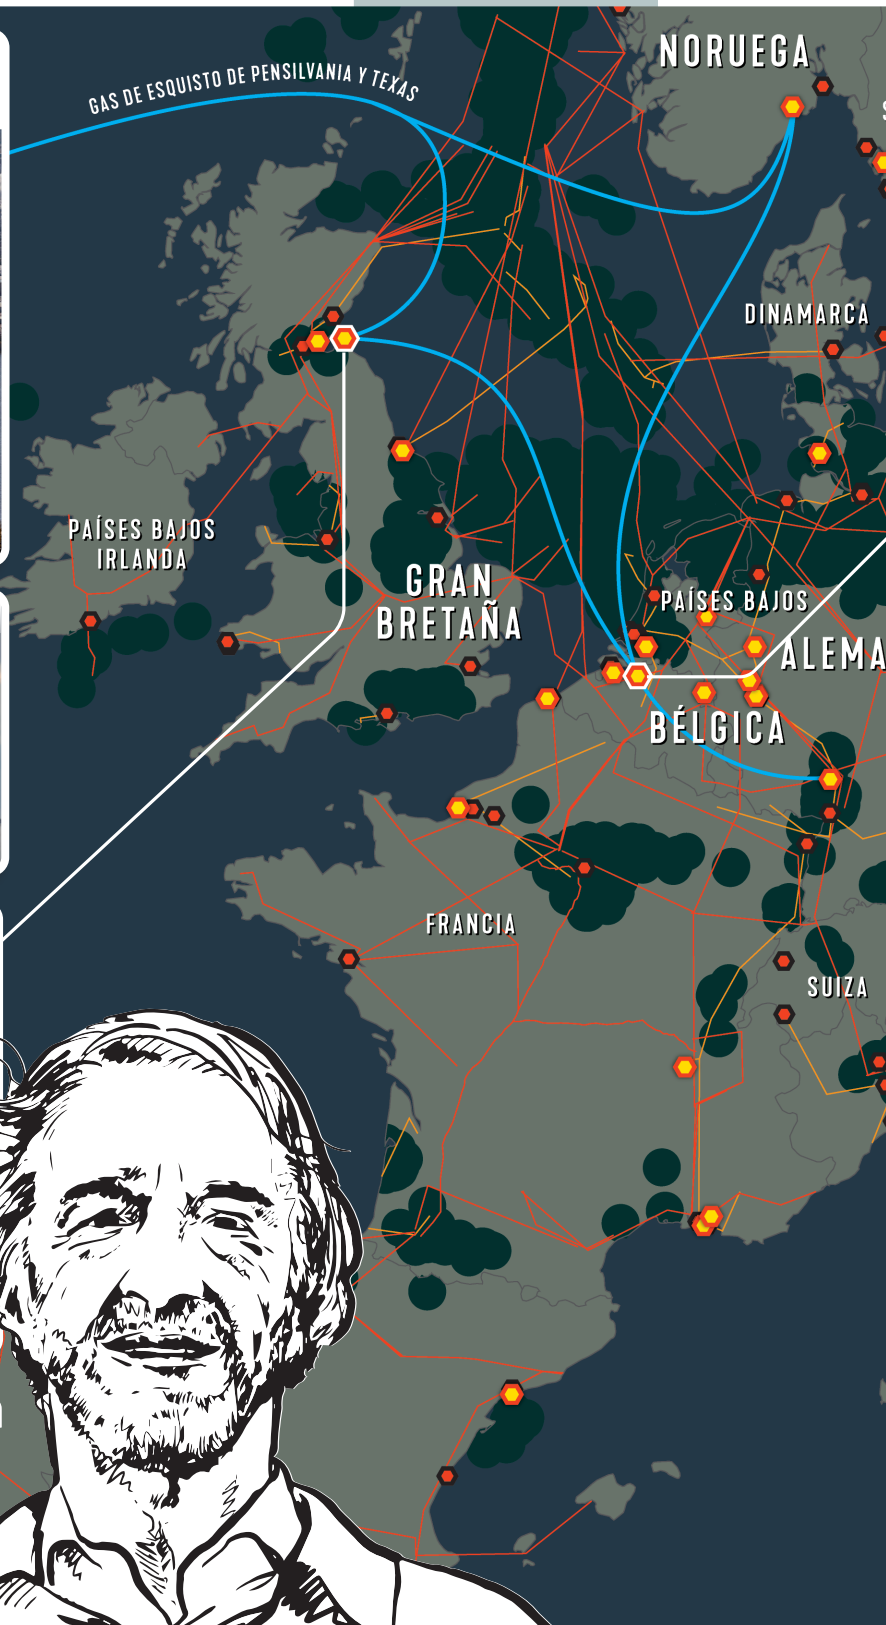 NORUEGA
GAS DE ESQUISTO DE PENSILVANIA Y TEXAS
DINAMARCA
PAÍSES BAJOS
IRLANDA
GRAN
BRETAÑA
PAÍSES BAJOS
ALEMA
BÉLGICA
FRANCIA
SUIZA